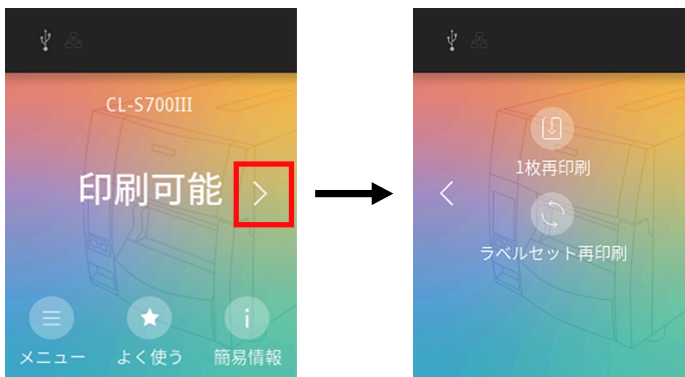 CL-S700III
印刷可能
メニュー
よく使う
簡易情報
1枚再印刷
ラベルセット再印刷